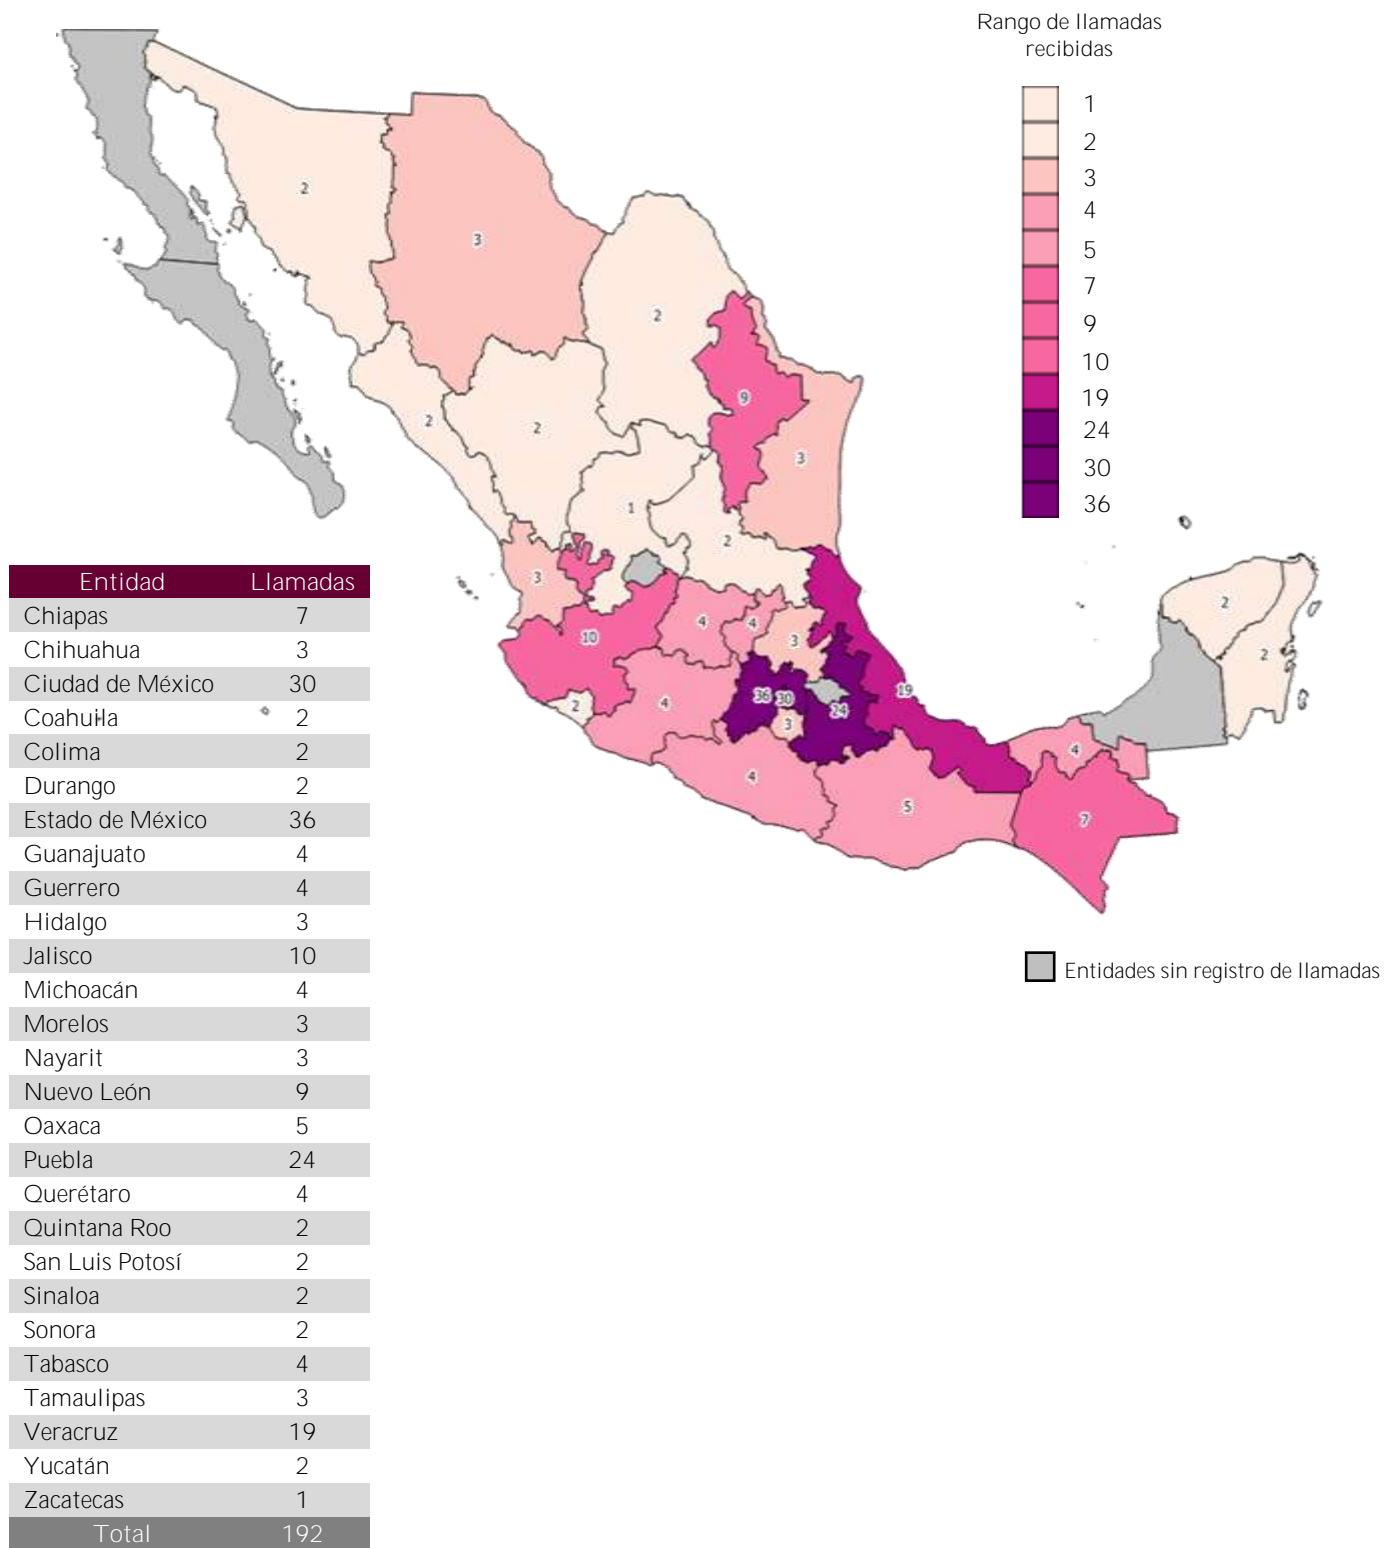 Rango de llamadas
recibidas
1
2
3
4
5
7
9
10
19
24
30
36
2
3
2
9
3
2
2
1
2
3
10
2
4
4
4
3
36
30
3
24
19
4
5
4
7
2
2
Entidades sin registro de llamadas
Entidad Llamadas
Chiapas 7
Chihuahua 3
Ciudad de México 30
Coahuila 2
Colima 2
Durango 2
Estado de México 36
Guanajuato 4
Guerrero 4
Hidalgo 3
Jalisco 10
Michoacán 4
Morelos 3
Nayarit 3
Nuevo León 9
Oaxaca 5
Puebla 24
Querétaro 4
Quintana Roo 2
San Luis Potosí 2
Sinaloa 2
Sonora 2
Tabasco 4
Tamaulipas 3
Veracruz 19
Yucatán 2
Zacatecas 1
Total 192